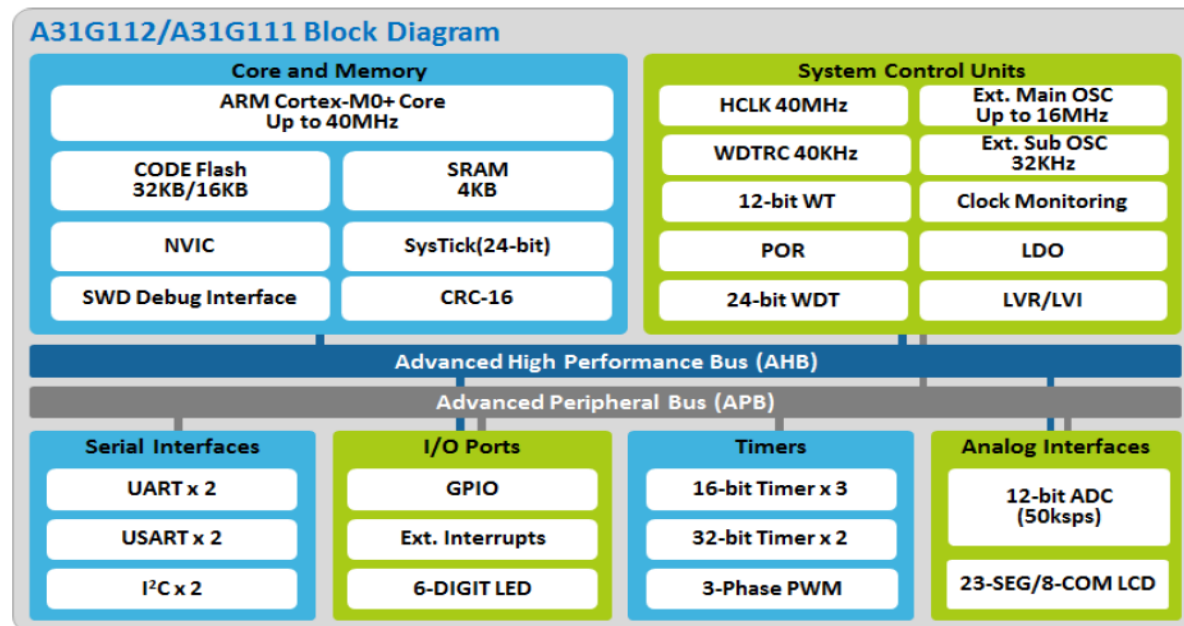 A31G112/A31G111 Block Diagram
Core and Memory
ARM Cortex-M0+ Core
Up to 40MHz
CODE Flash
32KB/16KB
SRAM
4KB
NVIC
SysTick(24-bit)
SWD Debug Interface
CRC-16
System Control Units
HCLK 40MHz
Ext. Main OSC
Up to 16MHz
WDTRC 40KHz
Ext. Sub OSC
32KHz
12-bit WT
Clock Monitoring
POR
LDO
24-bit WDT
LVR/LVI
Advanced High Performance Bus (AHB)
Advanced Peripheral Bus (APB)
Serial Interfaces
UART x 2
USART x 2
I²C x 2
I/O Ports
GPIO
Ext. Interrupts
6-DIGIT LED
Timers
16-bit Timer x 3
32-bit Timer x 2
3-Phase PWM
Analog Interfaces
12-bit ADC
(50ksps)
23-SEG/8-COM LCD